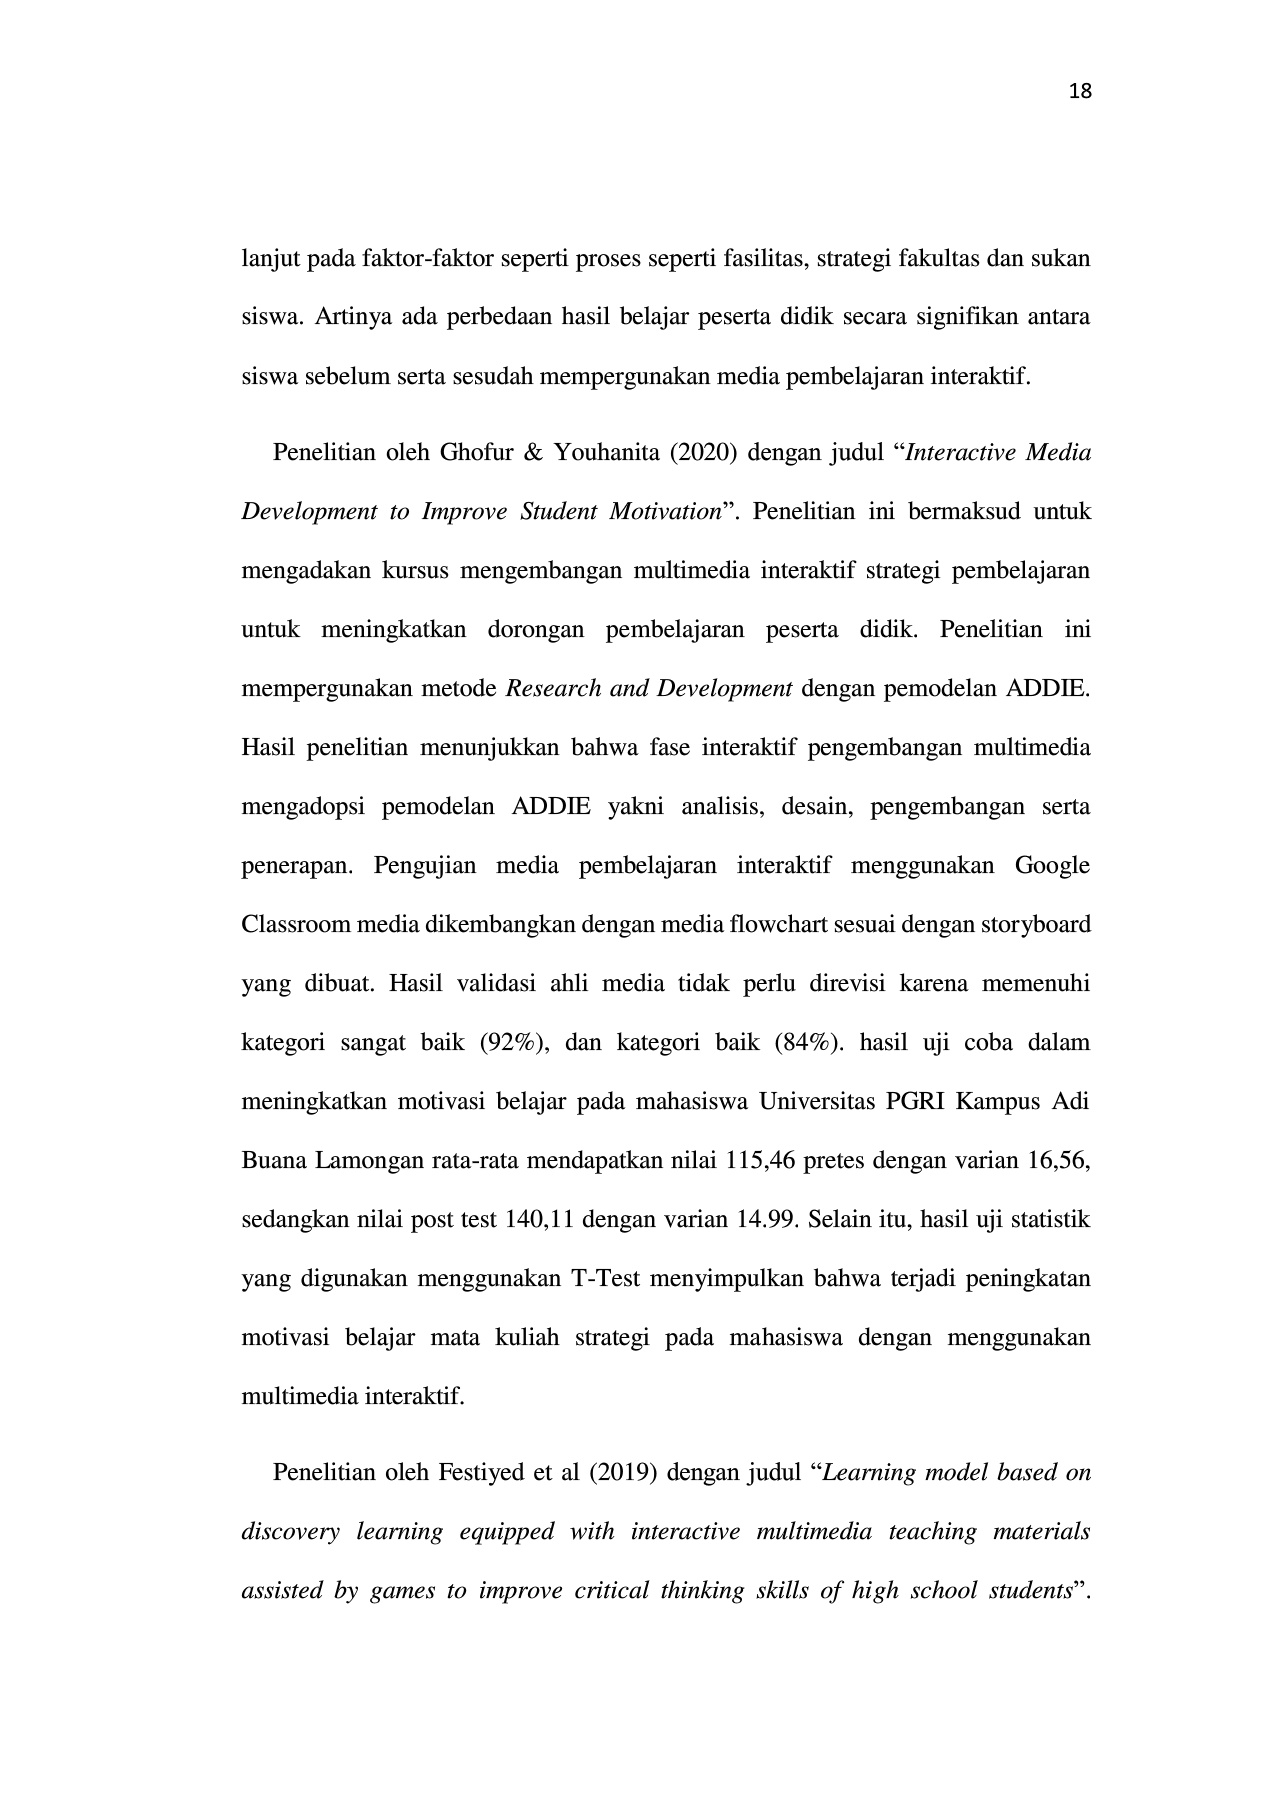 18
lanjut pada faktor-faktor seperti proses seperti fasilitas, strategi fakultas dan sukan
siswa. Artinya ada perbedaan hasil belajar peserta didik secara signifikan antara
siswa sebelum serta sesudah mempergunakan media pembelajaran interaktif.
Penelitian oleh Ghofur & Youhanita (2020) dengan judul “Interactive Media
Development to Improve Student Motivation”. Penelitian ini bermaksud untuk
mengadakan kursus mengembangan multimedia interaktif strategi pembelajaran
untuk meningkatkan dorongan pembelajaran peserta didik. Penelitian ini
mempergunakan metode Research and Development dengan pemodelan ADDIE.
Hasil penelitian menunjukkan bahwa fase interaktif pengembangan multimedia
mengadopsi pemodelan ADDIE yakni analisis, desain, pengembangan serta
penerapan. Pengujian media pembelajaran interaktif menggunakan Google
Classroom media dikembangkan dengan media flowchart sesuai dengan storyboard
yang dibuat. Hasil validasi ahli media tidak perlu direvisi karena memenuhi
kategori sangat baik (92%), dan kategori baik (84%). hasil uji coba dalam
meningkatkan motivasi belajar pada mahasiswa Universitas PGRI Kampus Adi
Buana Lamongan rata-rata mendapatkan nilai 115,46 pretes dengan varian 16,56,
sedangkan nilai post test 140,11 dengan varian 14.99. Selain itu, hasil uji statistik
yang digunakan menggunakan T-Test menyimpulkan bahwa terjadi peningkatan
motivasi belajar mata kuliah strategi pada mahasiswa dengan menggunakan
multimedia interaktif.
Penelitian oleh Festiyed et al (2019) dengan judul “Learning model based on
discovery learning equipped with interactive multimedia teaching materials
assisted by games to improve critical thinking skills of high school students”.